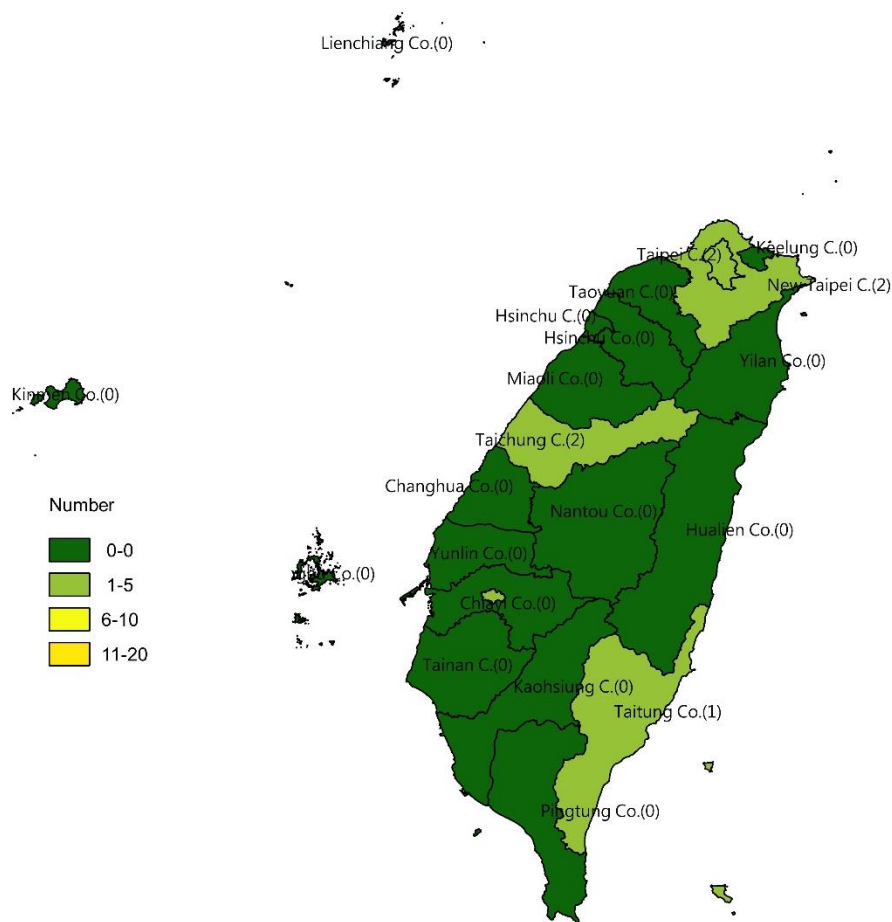 Lienchiang Co.(0)
Keelung C.(0)
Taipei C.(2)
New Taipei C.(2)
Taoyuan C.(0)
Hsinchu C.(0)
Hsinchu Co.(0)
Yilan Co.(0)
Miaoli Co.(0)
Kinmen Co.(0)
Taichung C.(2)
Changhua Co.(0)
Number
Nantou Co.(0)
Hualien Co.(0)
0-0
Yunlin Co.(0)
Co.(0)
1-5
Chiayi Co.(0)
6-10
11-20
Tainan C.(0)
Kaohsiung C.(0)
Taitung Co.(1)
Pingtung Co.(0)